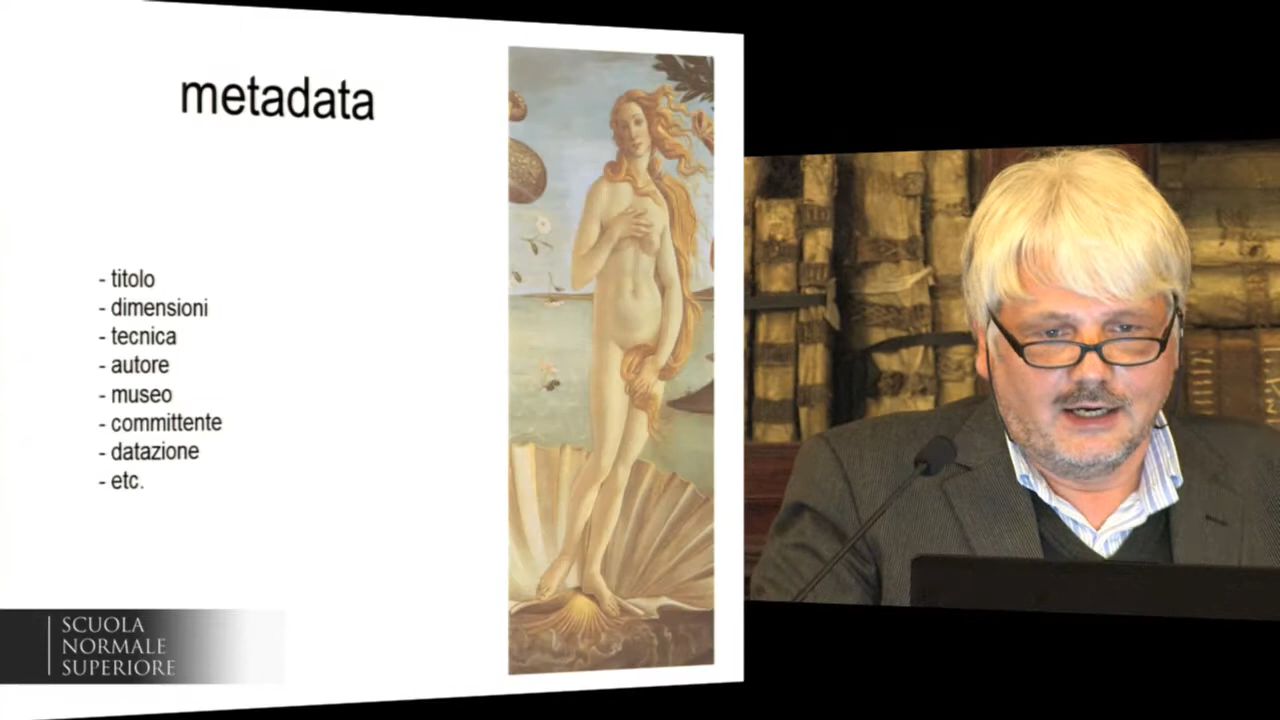 metadata
- titolo
- dimensioni
- tecnica
- autore
- museo
- committente
- datazione
- etc.
SCUOLA
NORMALE
SUPERIORE